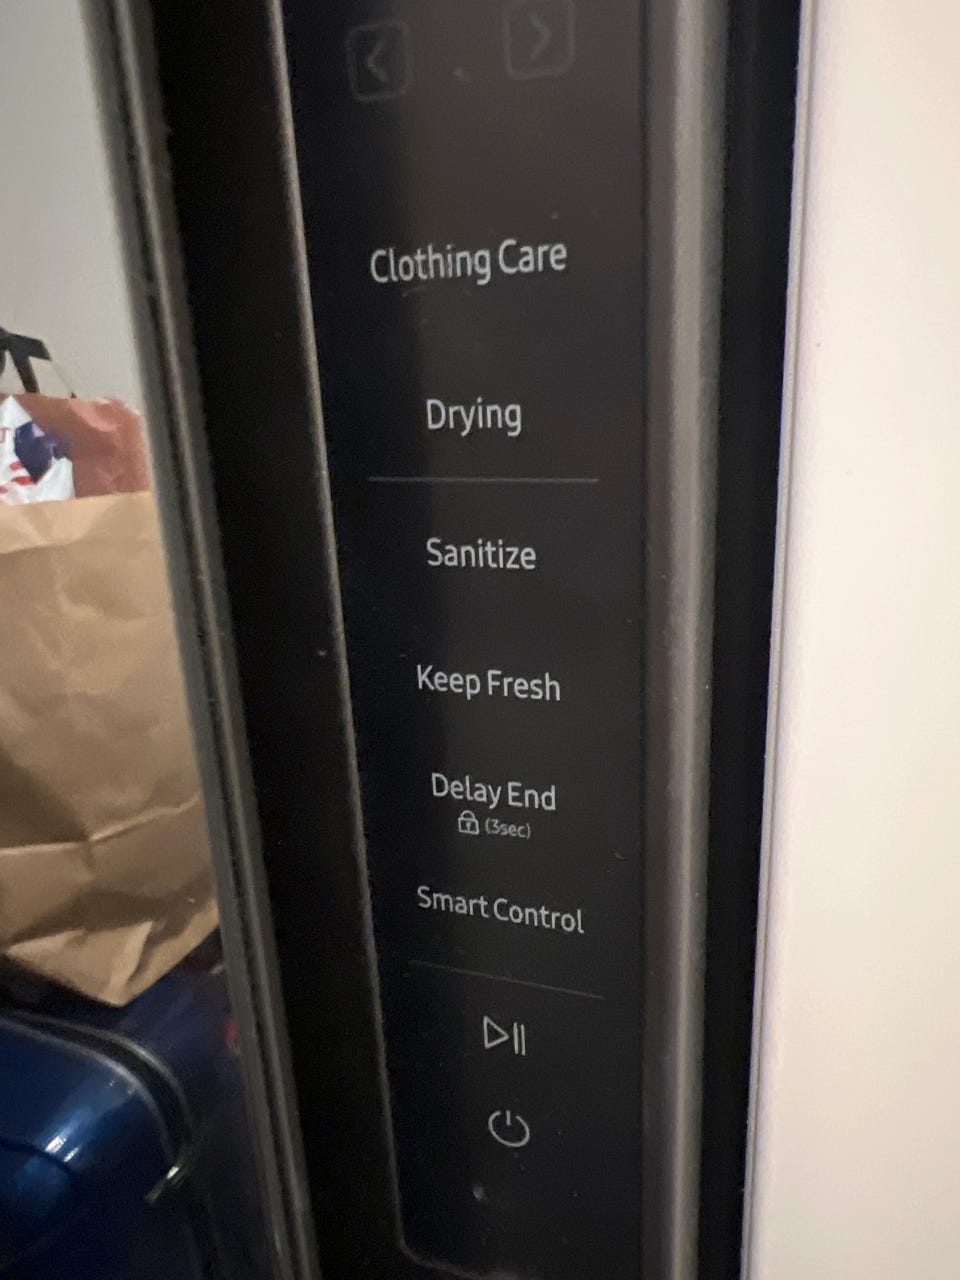 Clothing Care
Drying
Sanitize
Keep Fresh
Delay End
(3sec)
Smart Control